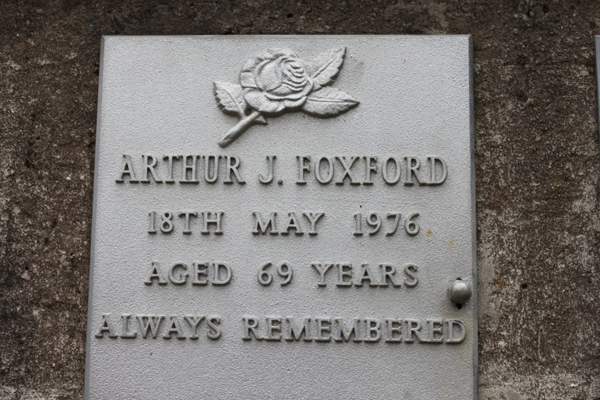 ARTHUR J. FOXFORD
18TH MAY 1976
AGED 69 YEARS
ALWAYS REMEMBERED